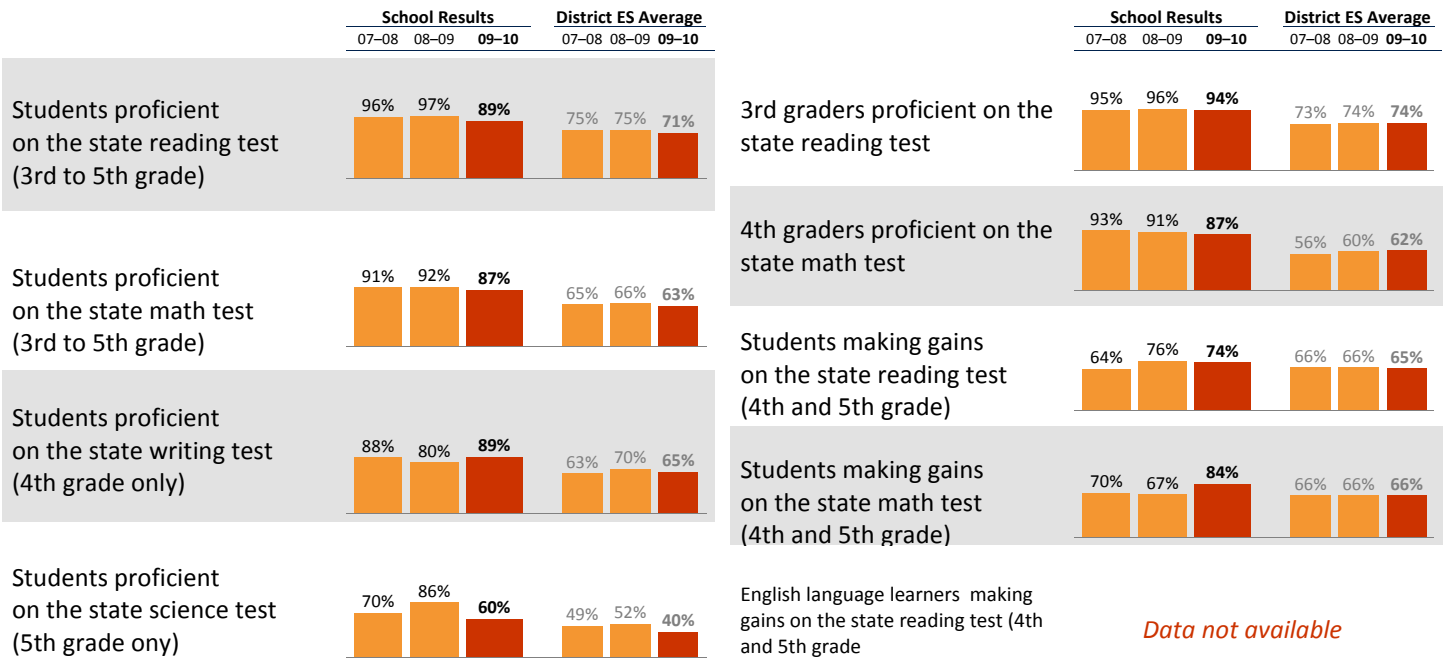 School Results District ES Average
07–08 08–09 09–10 07–08 08–09 09–10
Students proficient
on the state reading test
(3rd to 5th grade)
96% 97% 89% 75% 75% 71%
Students proficient
on the state math test
(3rd to 5th grade)
91% 92% 87% 65% 66% 63%
Students proficient
on the state writing test
(4th grade only)
88% 80% 89% 63% 70% 65%
Students proficient
on the state science test
(5th grade ony)
70% 86% 60% 49% 52% 40%
School Results District ES Average
07–08 08–09 09–10 07–08 08–09 09–10
3rd graders proficient on the
state reading test
95% 96% 94% 73% 74% 74%
4th graders proficient on the
state math test
93% 91% 87% 56% 60% 62%
Students making gains
on the state reading test
(4th and 5th grade)
64% 76% 74% 66% 66% 65%
Students making gains
on the state math test
(4th and 5th grade)
70% 67% 84% 66% 66% 66%
English language learners making
gains on the state reading test (4th
and 5th grade
Data not available